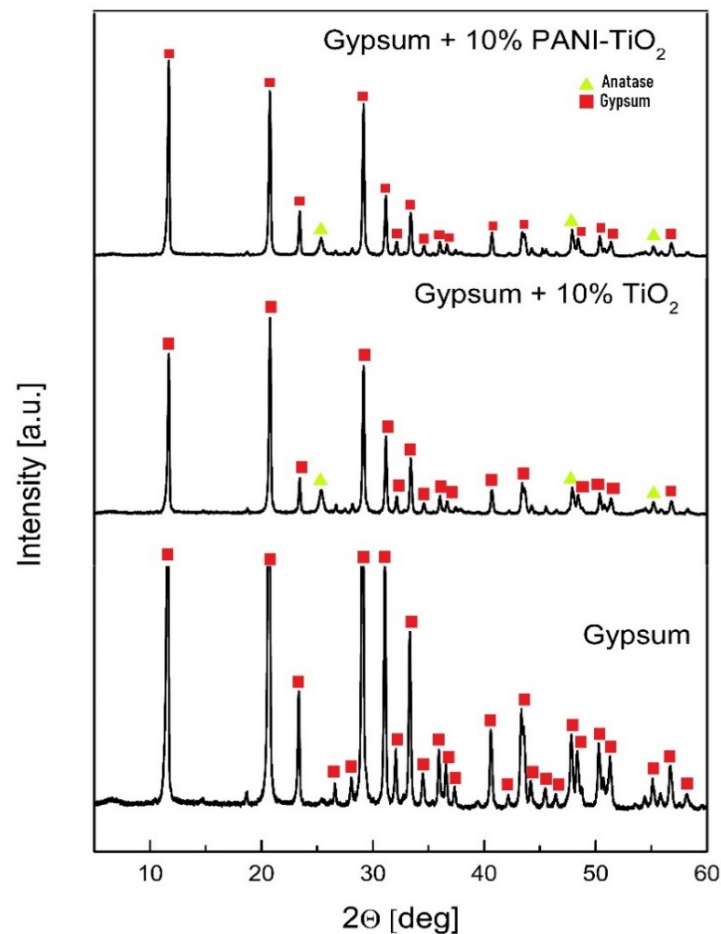 Gypsum + 10% PANI-TiO₂
Anatase
Gypsum
Gypsum + 10% TiO₂
Gypsum
Intensity [a.u.]
10 20 30 40 50 60
2Θ [deg]